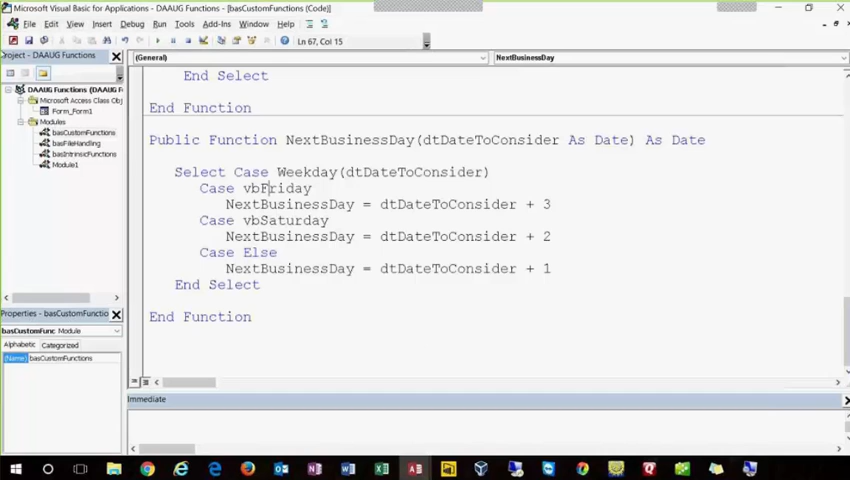 Microsoft Visual Basic for Applications - DAAUG Functions - [basCustomFunctions (Code)]
File Edit View Insert Debug Run Tools Add-Ins Window Help
Ln 67, Col 15
Project - DAAUG Functions
(General) NextBusinessDay
DAAUG Functions (DAAUG F
Microsoft Access Class Obj
Form_Form1
Modules
basCustomFunctions
basFileHandling
basIntrinsicFunctions
Module1
End Select
End Function
Public Function NextBusinessDay(dtDateToConsider As Date) As Date
Select Case Weekday(dtDateToConsider)
Case vbFriday
NextBusinessDay = dtDateToConsider + 3
Case vbSaturday
NextBusinessDay = dtDateToConsider + 2
Case Else
NextBusinessDay = dtDateToConsider + 1
End Select
End Function
Properties - basCustomFunctio
basCustomFunc Module
Alphabetic Categorized
(Name) basCustomFunctions
Immediate